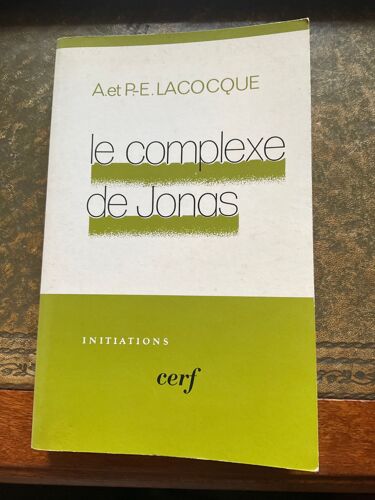 A. et P.-E. LACOCQUE
le complexe
de Jonas
INITIATIONS
cerf